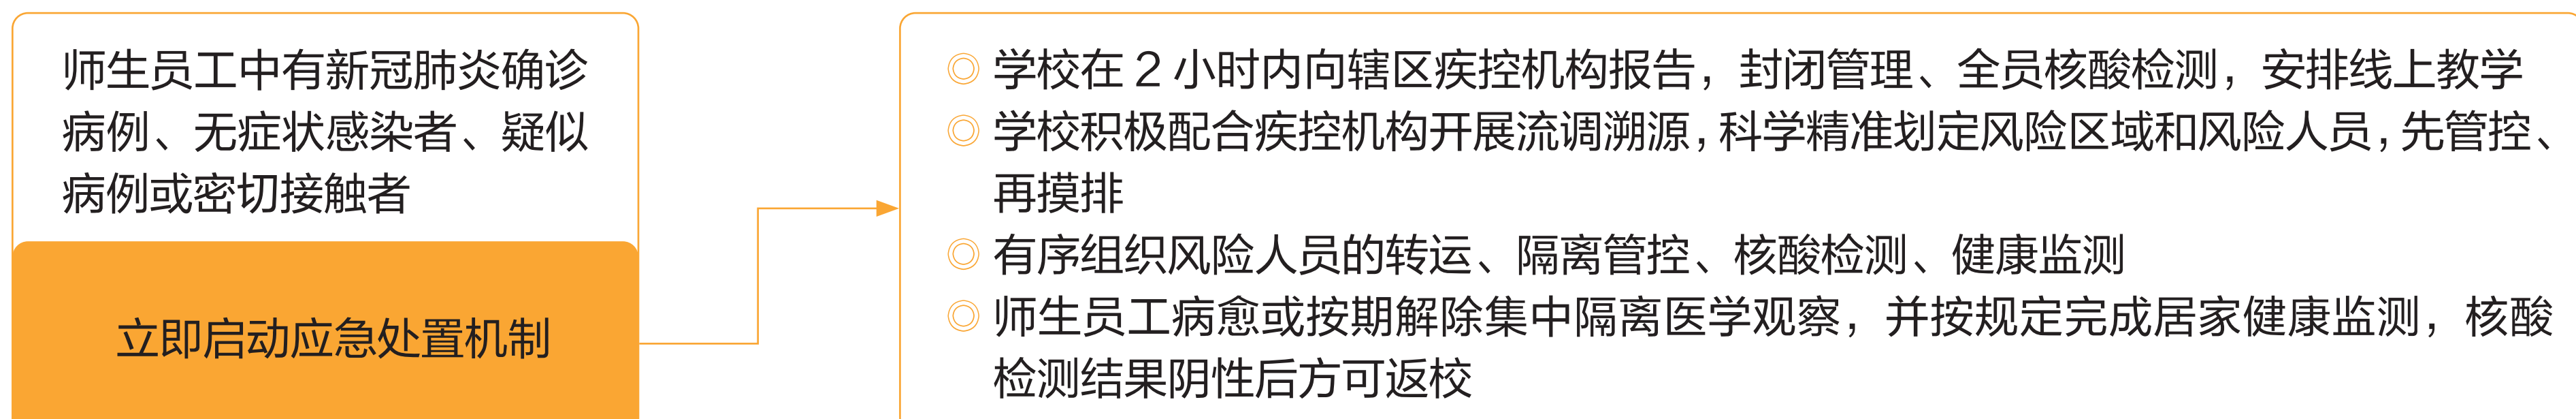 师生员工中有新冠肺炎确诊
病例、无症状感染者、疑似
病例或密切接触者
立即启动应急处置机制
◎ 学校在 2 小时内向辖区疾控机构报告，封闭管理、全员核酸检测，安排线上教学
◎ 学校积极配合疾控机构开展流调溯源，科学精准划定风险区域和风险人员，先管控、
再摸排
◎ 有序组织风险人员的转运、隔离管控、核酸检测、健康监测
◎ 师生员工病愈或按期解除集中隔离医学观察，并按规定完成居家健康监测，核酸
检测结果阴性后方可返校